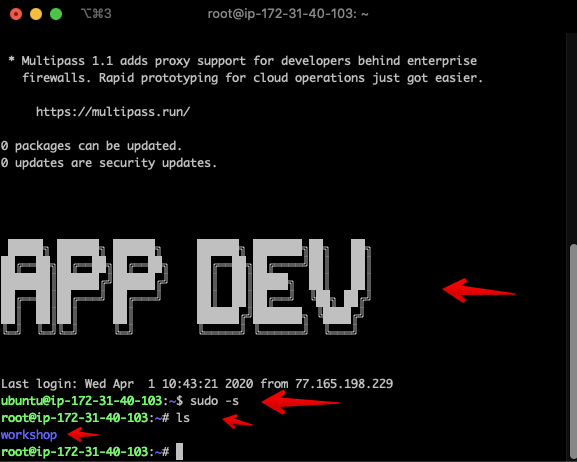 ⌥⌘3 root@ip-172-31-40-103: ~
* Multipass 1.1 adds proxy support for developers behind enterprise
firewalls. Rapid prototyping for cloud operations just got easier.
https://multipass.run/
0 packages can be updated.
0 updates are security updates.
APP DEV
Last login: Wed Apr  1 10:43:21 2020 from 77.165.198.229
ubuntu@ip-172-31-40-103:~$ sudo -s
root@ip-172-31-40-103:~# ls
workshop
root@ip-172-31-40-103:~#